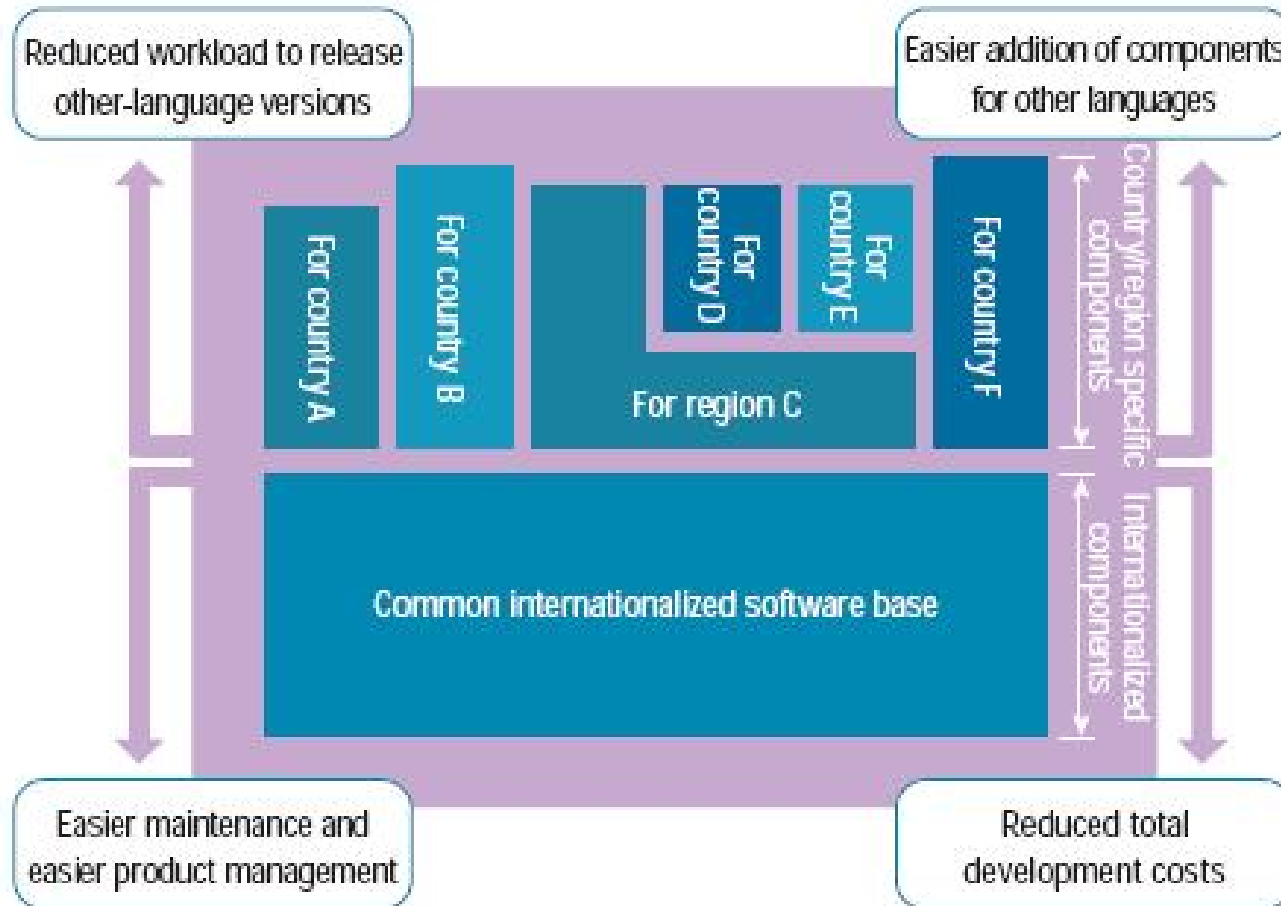 Reduced workload to release
other-language versions
Easier addition of components
for other languages
For country A
For country B
For region C
For
country D
For
country E
For country F
Country/region specific
components
Common internationalized software base
Internationalized
components
Easier maintenance and
easier product management
Reduced total
development costs